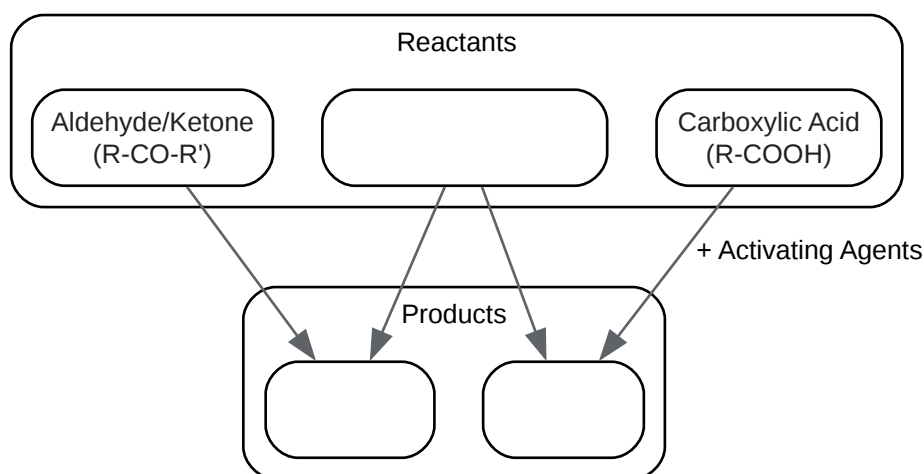 Reactants
Aldehyde/Ketone
(R-CO-R')
Carboxylic Acid
(R-COOH)
+ Activating Agents
Products